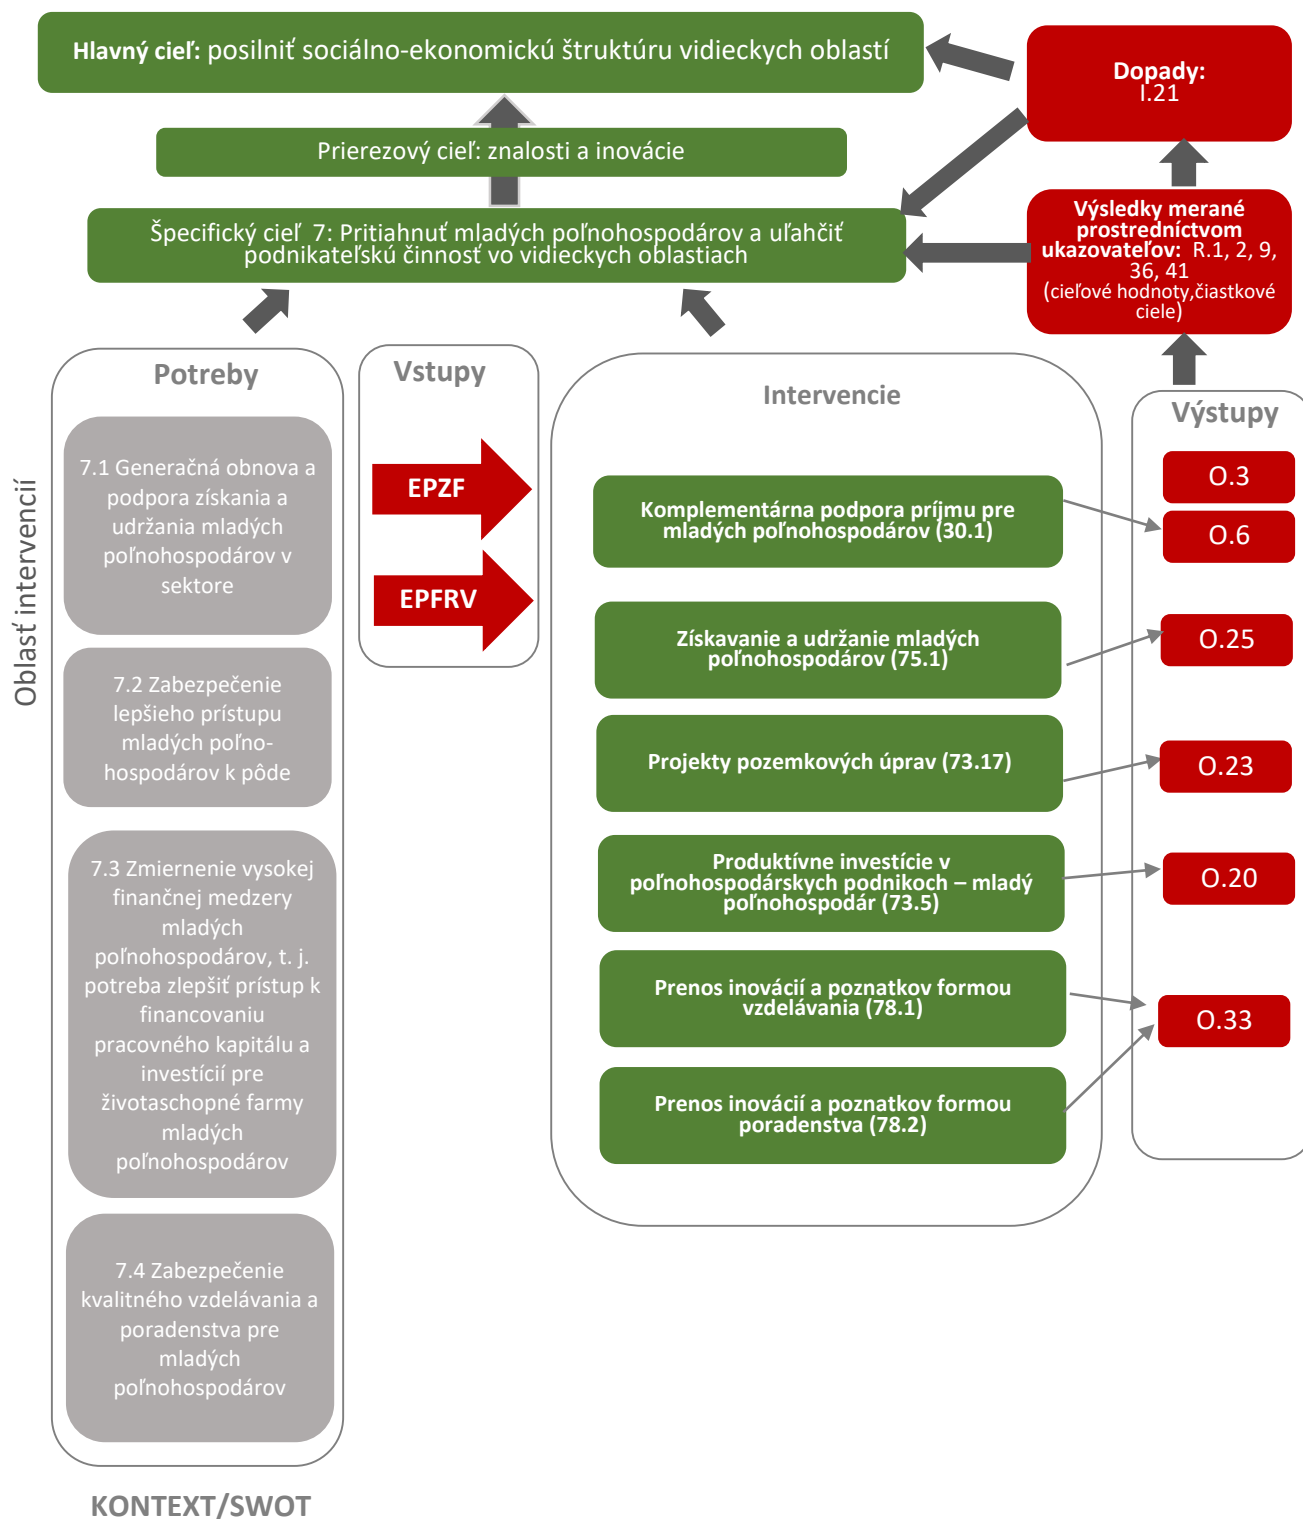 Hlavný cieľ: posilniť sociálno-ekonomickú štruktúru vidieckych oblastí
Dopady:
I.21
Prierezový cieľ: znalosti a inovácie
Špecifický cieľ 7: Pritiahnuť mladých poľnohospodárov a uľahčiť
podnikateľskú činnosť vo vidieckych oblastiach
Výsledky merané
prostredníctvom
ukazovateľov: R.1, 2, 9,
36, 41
(cieľové hodnoty,čiastkové
ciele)
Oblasť intervencií
Potreby
7.1 Generačná obnova a
podpora získania a
udržania mladých
poľnohospodárov v
sektore
7.2 Zabezpečenie
lepšieho prístupu
mladých poľno-
hospodárov k pôde
7.3 Zmiernenie vysokej
finančnej medzery
mladých
poľnohospodárov, t. j.
potreba zlepšiť prístup k
financovaniu
pracovného kapitálu a
investícií pre
životaschopné farmy
mladých
poľnohospodárov
7.4 Zabezpečenie
kvalitného vzdelávania a
poradenstva pre
mladých
poľnohospodárov
KONTEXT/SWOT
Vstupy
EPZF
EPFRV
Intervencie
Komplementárna podpora príjmu pre
mladých poľnohospodárov (30.1)
Získavanie a udržanie mladých
poľnohospodárov (75.1)
Projekty pozemkových úprav (73.17)
Produktívne investície v
poľnohospodárskych podnikoch – mladý
poľnohospodár (73.5)
Prenos inovácií a poznatkov formou
vzdelávania (78.1)
Prenos inovácií a poznatkov formou
poradenstva (78.2)
Výstupy
O.3
O.6
O.25
O.23
O.20
O.33